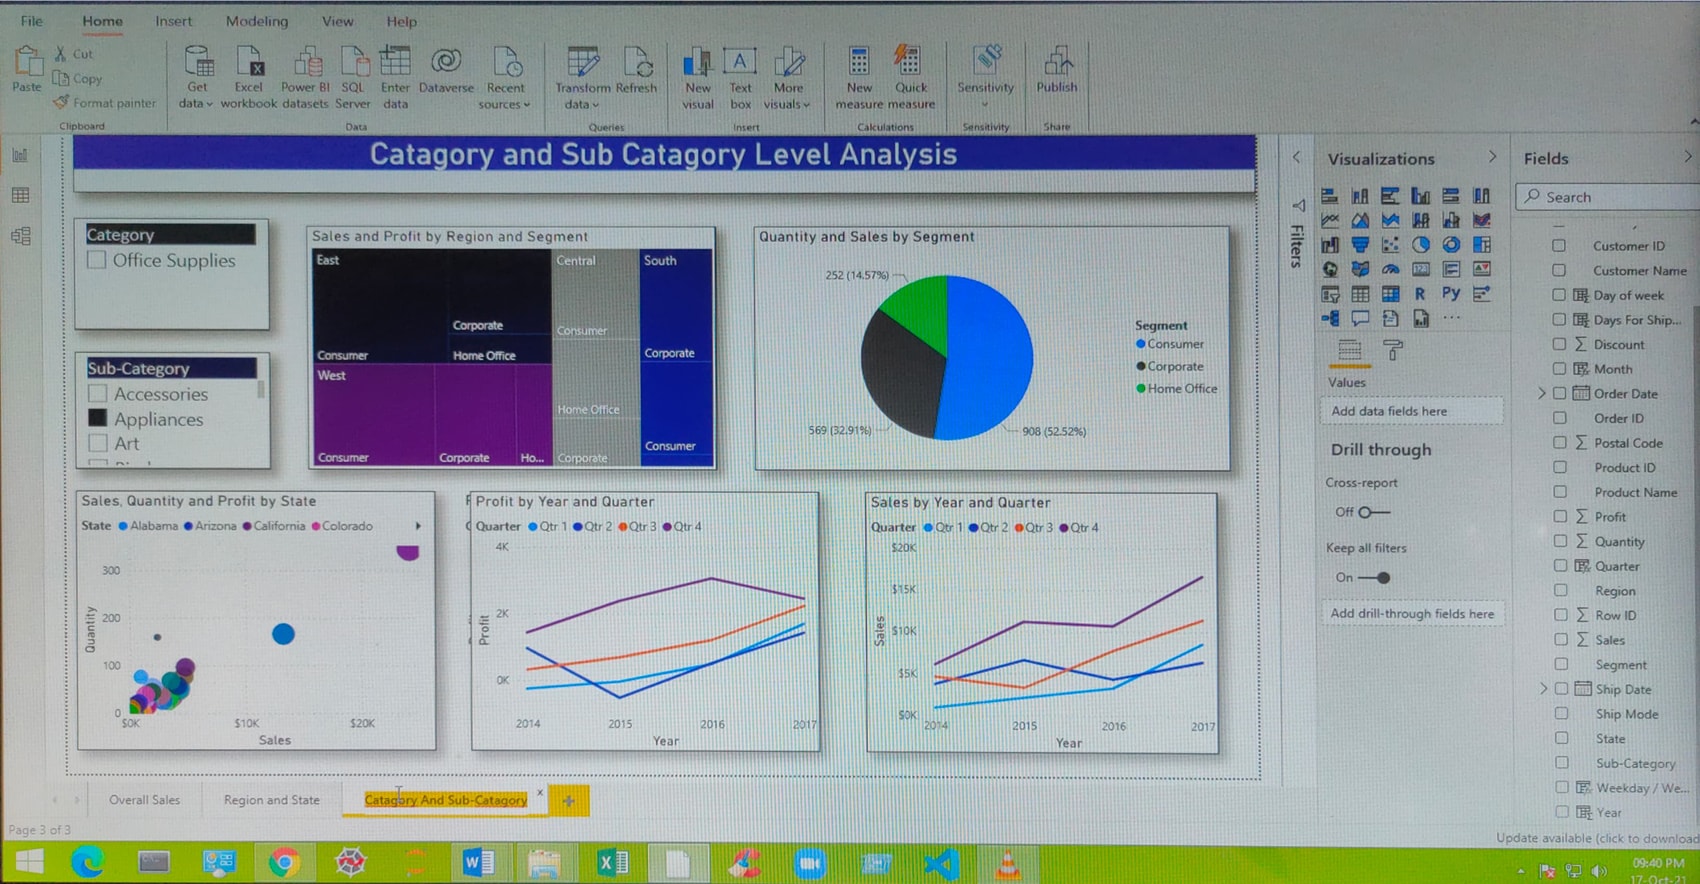 File Home Insert Modeling View Help
Paste
Cut
Copy
Format painter
Clipboard
Get data
Excel workbook
Power BI datasets
SQL Server
Enter data
Dataverse
Recent sources
Data
Transform data
Refresh
Queries
New visual
Text box
More visuals
Insert
New measure
Quick measure
Calculations
Sensitivity
Sensitivity
Publish
Share
Catagory and Sub Catagory Level Analysis
Category
Office Supplies
Sub-Category
Accessories
Appliances
Art
Sales and Profit by Region and Segment
East
Consumer
Corporate
Home Office
West
Consumer
Corporate
Ho...
Central
Consumer
Home Office
Corporate
South
Corporate
Consumer
Quantity and Sales by Segment
252 (14.57%)
569 (32.91%)
908 (52.52%)
Segment
Consumer
Corporate
Home Office
Sales, Quantity and Profit by State
State Alabama Arizona California Colorado
300
200
100
0
Quantity
$0K $10K $20K
Sales
Profit by Year and Quarter
Quarter Qtr 1 Qtr 2 Qtr 3 Qtr 4
4K
2K
0K
Profit
2014 2015 2016 2017
Year
Sales by Year and Quarter
Quarter Qtr 1 Qtr 2 Qtr 3 Qtr 4
$20K
$15K
$10K
$5K
$0K
Sales
2014 2015 2016 2017
Year
Filters
Visualizations
R Py
Values
Add data fields here
Drill through
Cross-report
Off
Keep all filters
On
Add drill-through fields here
Fields
Search
Customer ID
Customer Name
Day of week
Days For Ship...
Discount
Month
Order Date
Order ID
Postal Code
Product ID
Product Name
Profit
Quantity
Quarter
Region
Row ID
Sales
Segment
Ship Date
Ship Mode
State
Sub-Category
Weekday / We...
Year
Overall Sales
Region and State
Catagory And Sub-Catagory
Page 3 of 3
Update available (click to download
09:40 PM
17-Oct-21